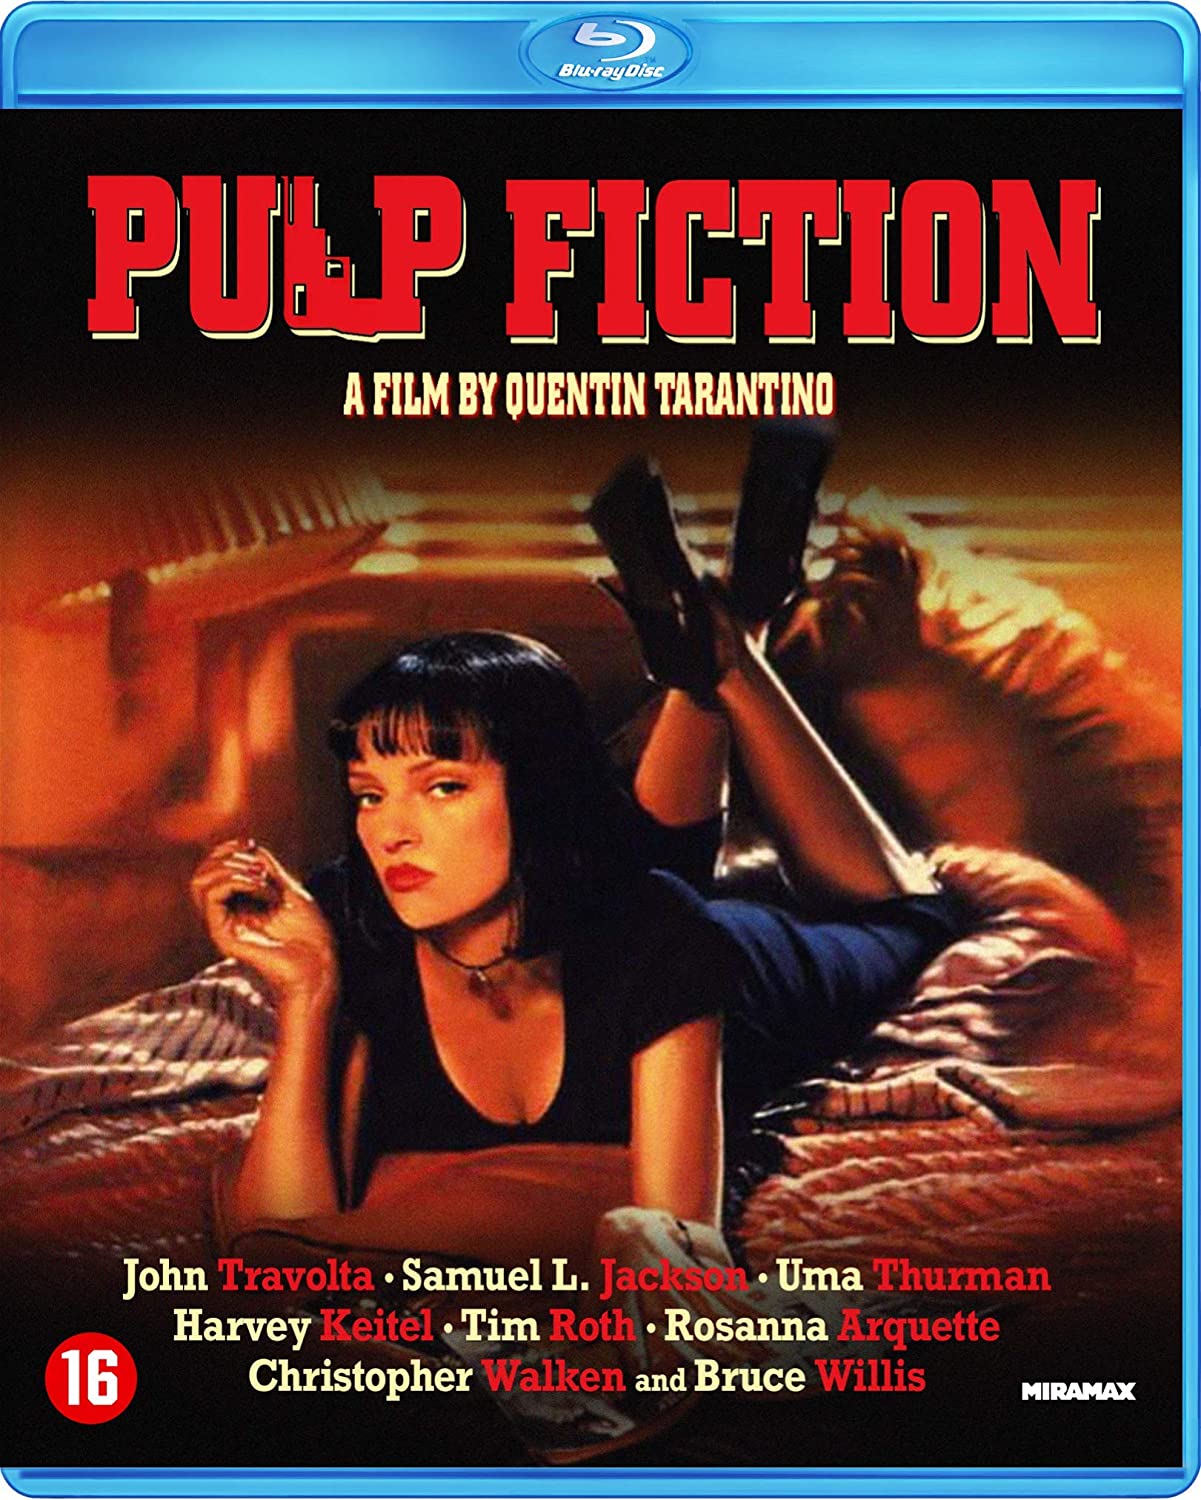 Blu-ray Disc™
PULP FICTION
A FILM BY QUENTIN TARANTINO
John Travolta • Samuel L. Jackson • Uma Thurman
Harvey Keitel • Tim Roth • Rosanna Arquette
Christopher Walken and Bruce Willis
16
MIRAMAX